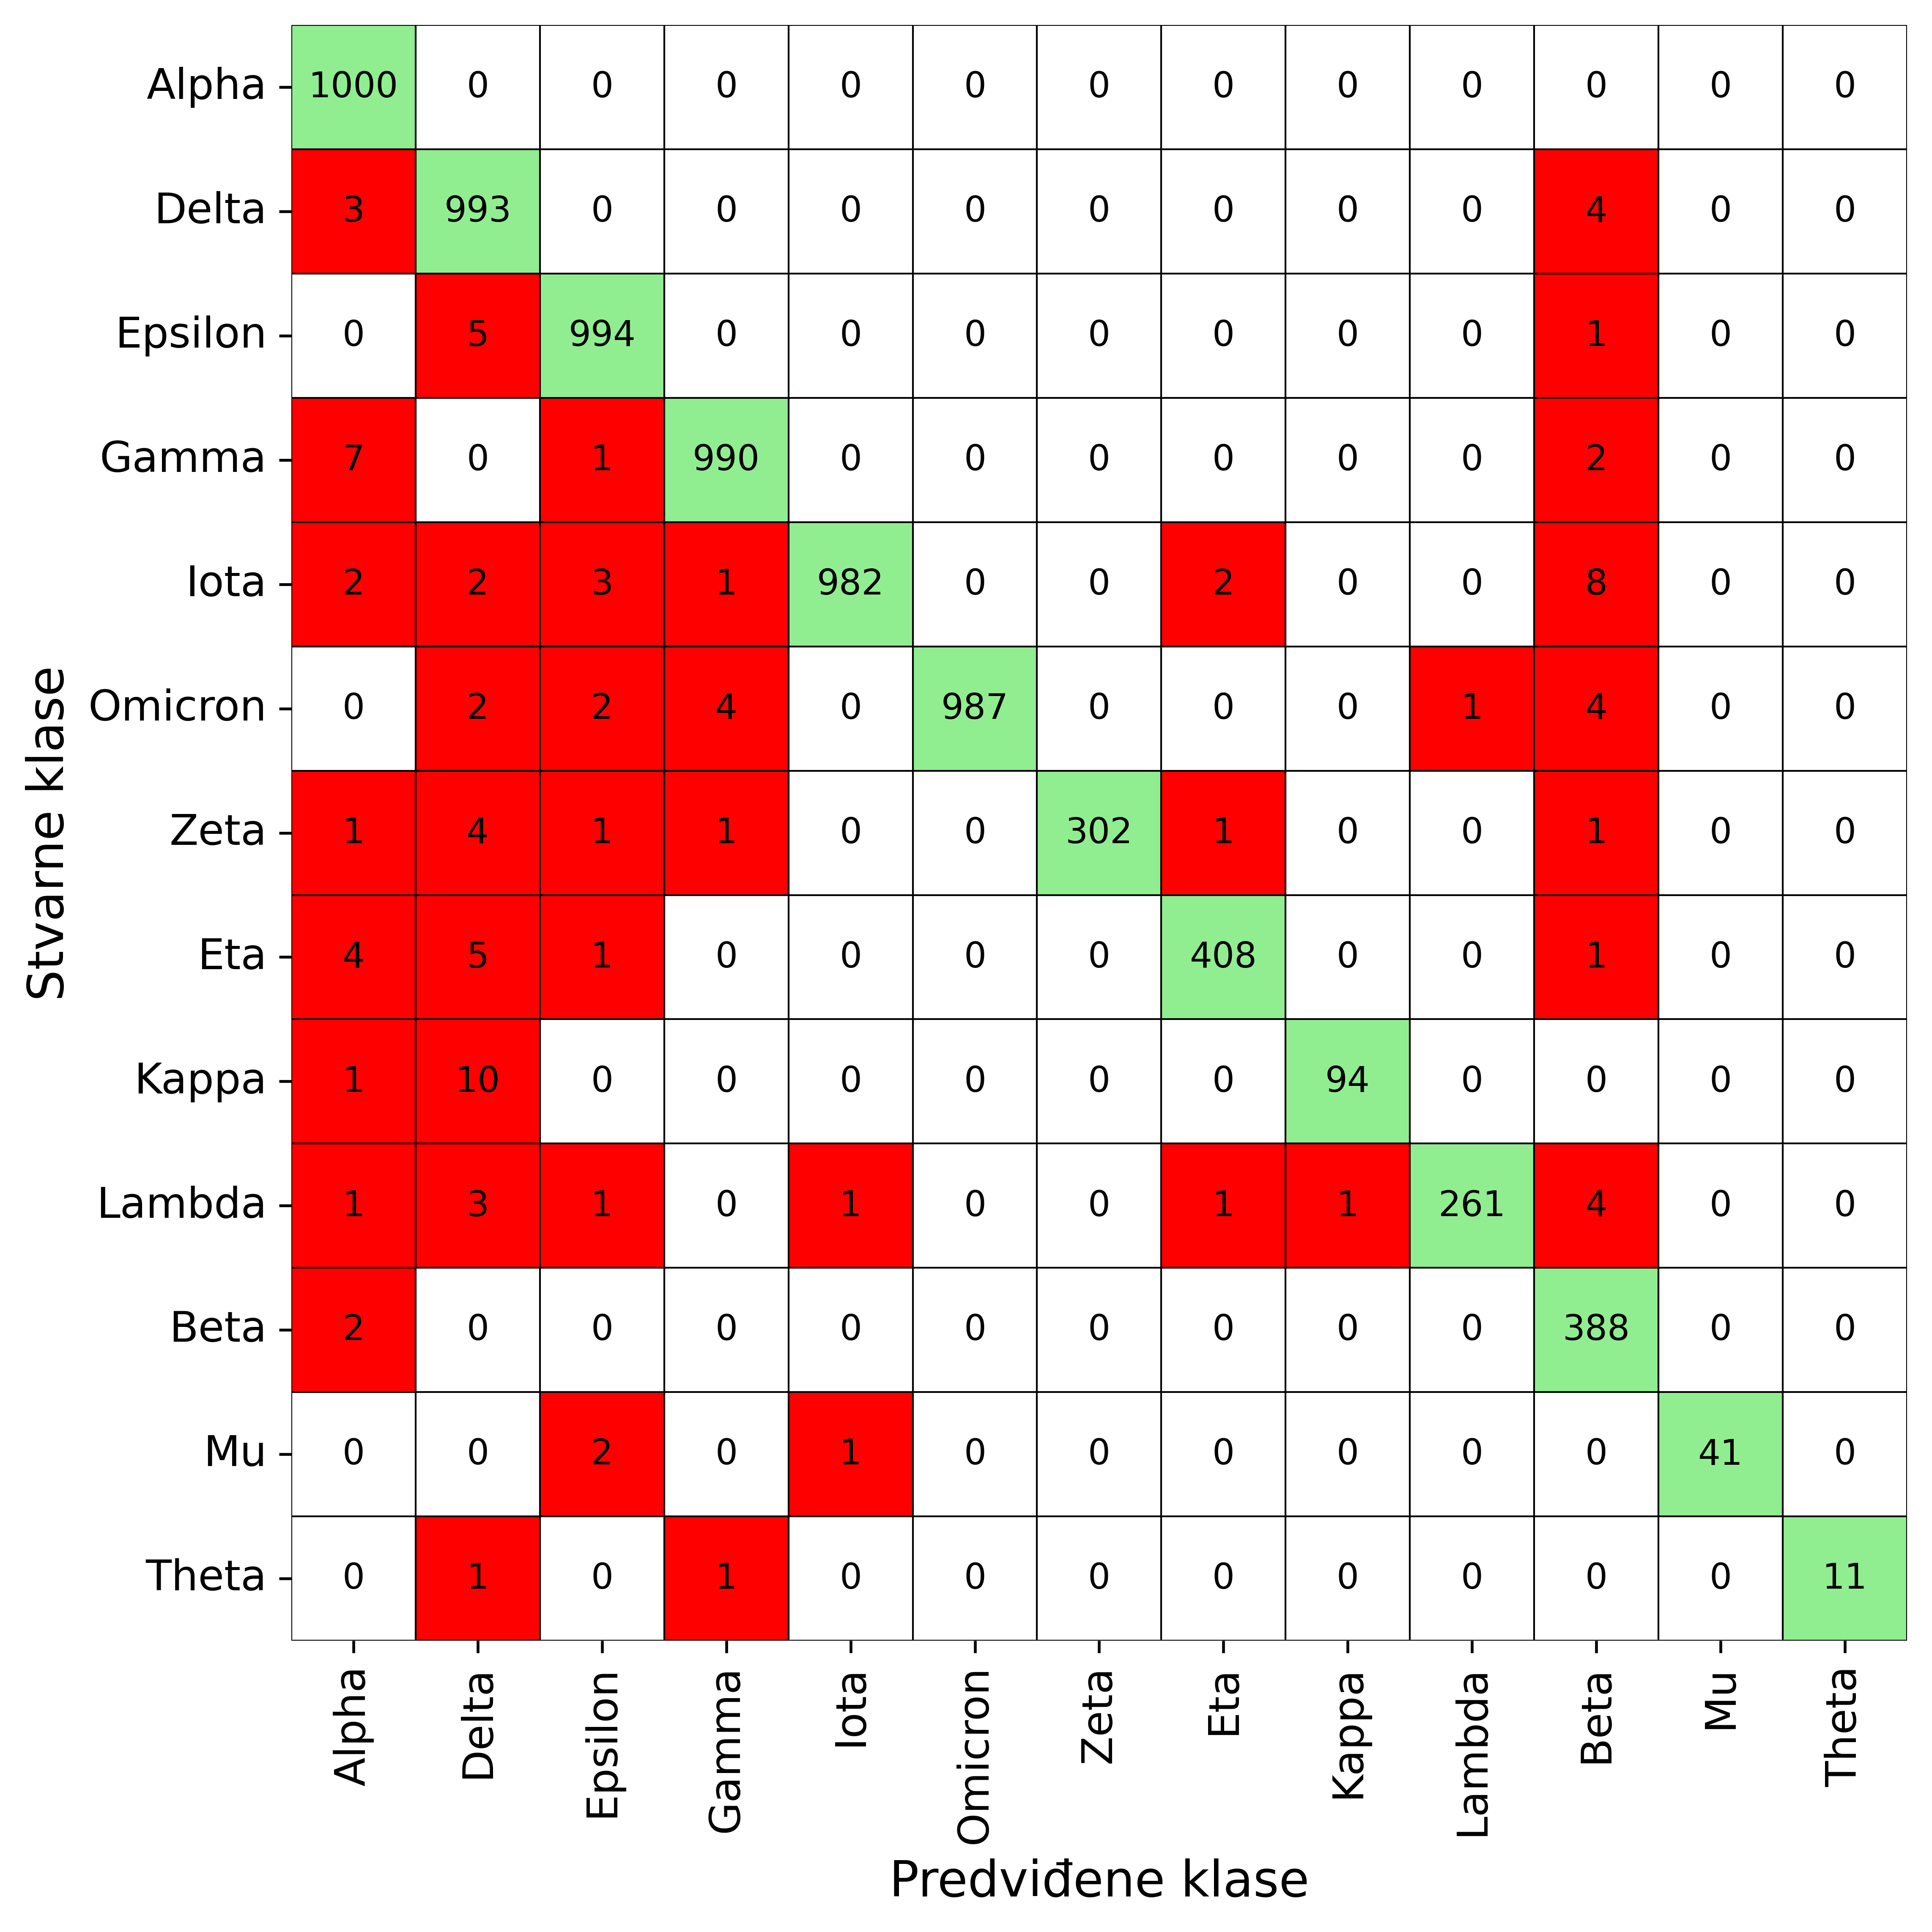 Alpha 1000 0 0 0 0 0 0 0 0 0 0 0 0
Delta 3 993 0 0 0 0 0 0 0 0 4 0 0
Epsilon 0 5 994 0 0 0 0 0 0 0 1 0 0
Gamma 7 0 1 990 0 0 0 0 0 0 2 0 0
Iota 2 2 3 1 982 0 0 2 0 0 8 0 0
Omicron 0 2 2 4 0 987 0 0 0 1 4 0 0
Zeta 1 4 1 1 0 0 302 1 0 0 1 0 0
Eta 4 5 1 0 0 0 0 408 0 0 1 0 0
Kappa 1 10 0 0 0 0 0 0 94 0 0 0 0
Lambda 1 3 1 0 1 0 0 1 1 261 4 0 0
Beta 2 0 0 0 0 0 0 0 0 0 388 0 0
Mu 0 0 2 0 1 0 0 0 0 0 0 41 0
Theta 0 1 0 1 0 0 0 0 0 0 0 0 11
Alpha Delta Epsilon Gamma Iota Omicron Zeta Eta Kappa Lambda Beta Mu Theta
Predviđene klase
Stvarne klase